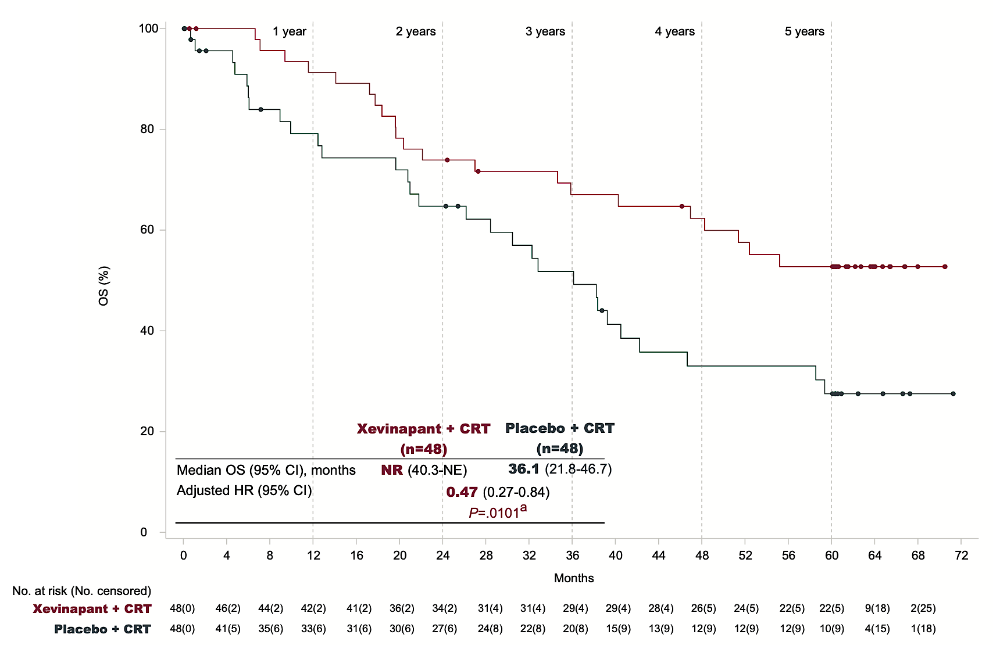 100
1 year
2 years
3 years
4 years
5 years
80
60
OS (%)
40
20
Xevinapant + CRT Placebo + CRT
(n=48) (n=48)
Median OS (95% CI), months NR (40.3-NE) 36.1 (21.8-46.7)
Adjusted HR (95% CI) 0.47 (0.27-0.84)
P=.0101a
0
0 4 8 12 16 20 24 28 32 36 40 44 48 52 56 60 64 68 72
Months
No. at risk (No. censored)
Xevinapant + CRT 48(0) 46(2) 44(2) 42(2) 41(2) 36(2) 34(2) 31(4) 31(4) 29(4) 29(4) 28(4) 26(5) 24(5) 22(5) 22(5) 9(18) 2(25)
Placebo + CRT 48(0) 41(5) 35(6) 33(6) 31(6) 30(6) 27(6) 24(8) 22(8) 20(8) 15(9) 13(9) 12(9) 12(9) 12(9) 10(9) 4(15) 1(18)